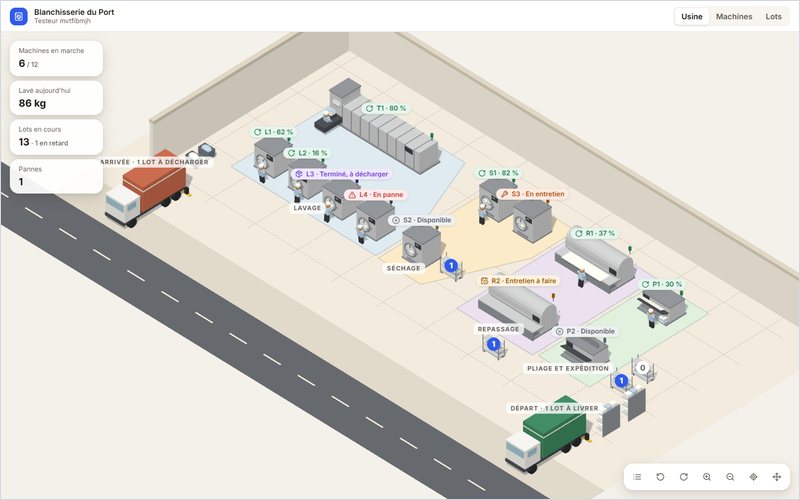 Blanchisserie du Port
Testeur mvtfibmjh
Usine
Machines
Lots
Machines en marche
6 / 12
Lavé aujourd'hui
86 kg
Lots en cours
13 · 1 en retard
Pannes
1
ARRIVÉE · 1 LOT À DÉCHARGER
T1 · 80 %
L1 · 62 %
L2 · 16 %
L3 · Terminé, à décharger
L4 · En panne
LAVAGE
S1 · 82 %
S3 · En entretien
S2 · Disponible
SÉCHAGE
1
R1 · 37 %
R2 · Entretien à faire
REPASSAGE
1
P1 · 30 %
P2 · Disponible
PLIAGE ET EXPÉDITION
0
1
DÉPART · 1 LOT À LIVRER